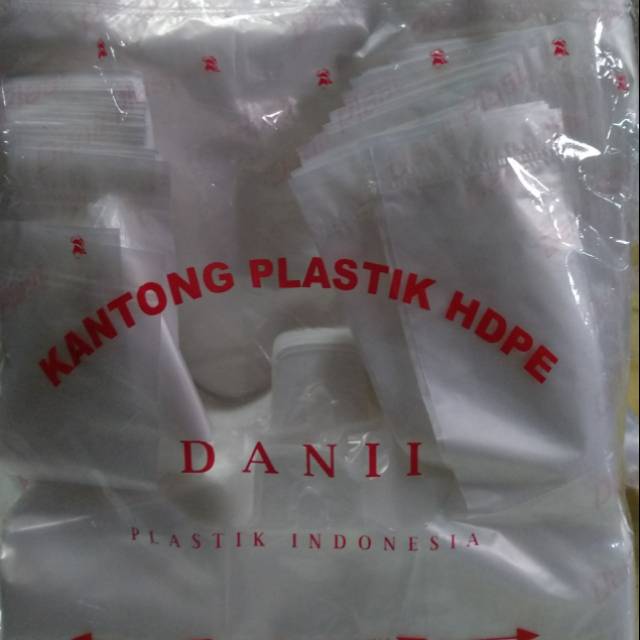 KANTONG PLASTIK HDPE
DANII
PLASTIK INDONESIA